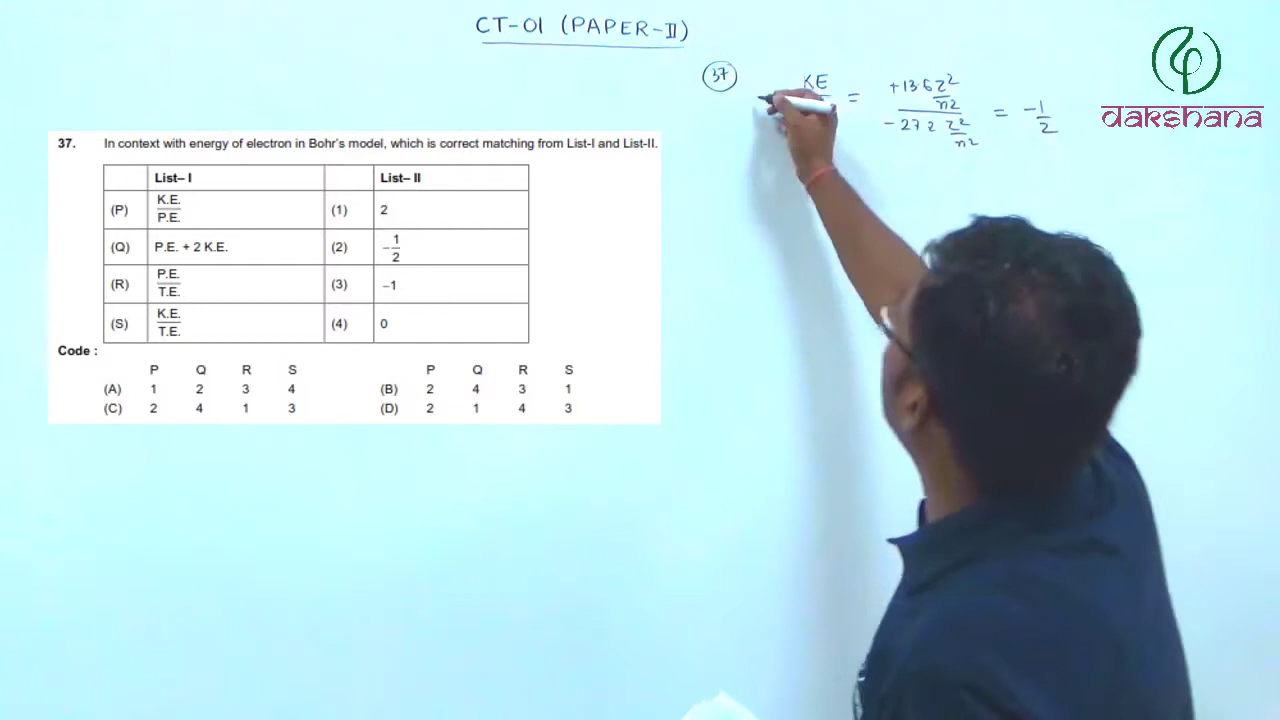 CT-01 (PAPER-II)
dakshana
37
KE = +13.6 Z² / n²
-27.2 Z² / n² = -1/2
37. In context with energy of electron in Bohr's model, which is correct matching from List-I and List-II.
List– I List– II
(P) K.E. / P.E. (1) 2
(Q) P.E. + 2 K.E. (2) −1/2
(R) P.E. / T.E. (3) −1
(S) K.E. / T.E. (4) 0
Code :
P Q R S P Q R S
(A) 1 2 3 4 (B) 2 4 3 1
(C) 2 4 1 3 (D) 2 1 4 3